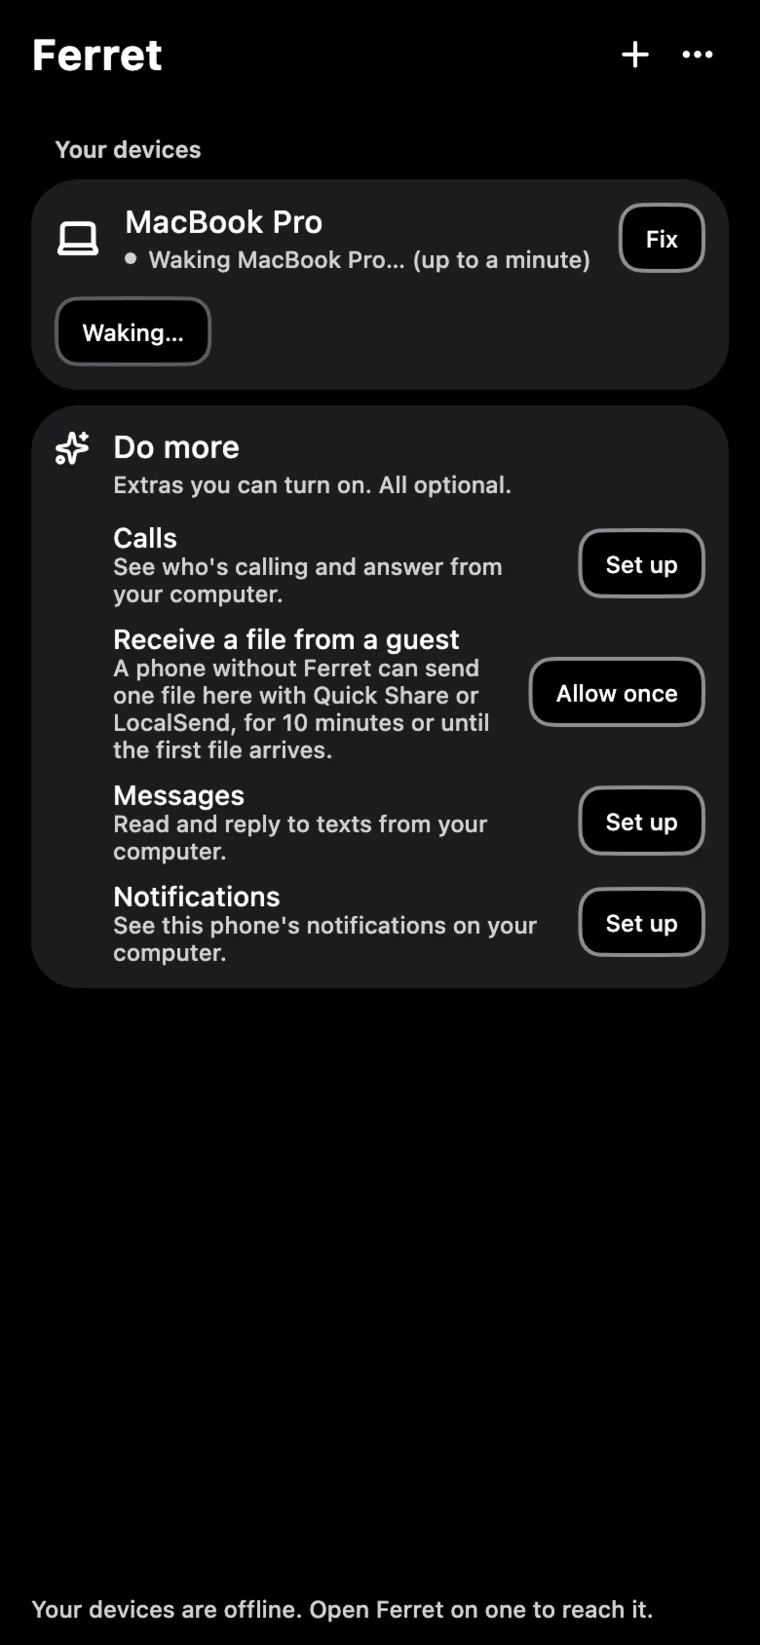 Ferret
Your devices
MacBook Pro
Waking MacBook Pro... (up to a minute)
Fix
Waking...
Do more
Extras you can turn on. All optional.
Calls
See who's calling and answer from
your computer.
Set up
Receive a file from a guest
A phone without Ferret can send
one file here with Quick Share or
LocalSend, for 10 minutes or until
the first file arrives.
Allow once
Messages
Read and reply to texts from your
computer.
Set up
Notifications
See this phone's notifications on your
computer.
Set up
Your devices are offline. Open Ferret on one to reach it.